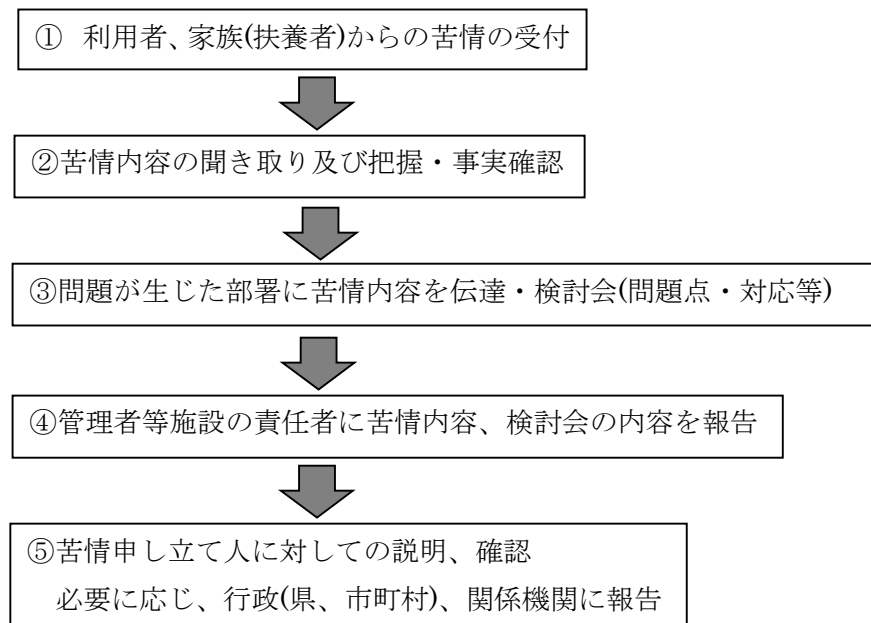 ① 利用者、家族(扶養者)からの苦情の受付
②苦情内容の聞き取り及び把握・事実確認
③問題が生じた部署に苦情内容を伝達・検討会(問題点・対応等)
④管理者等施設の責任者に苦情内容、検討会の内容を報告
⑤苦情申し立て人に対しての説明、確認
必要に応じ、行政(県、市町村)、関係機関に報告